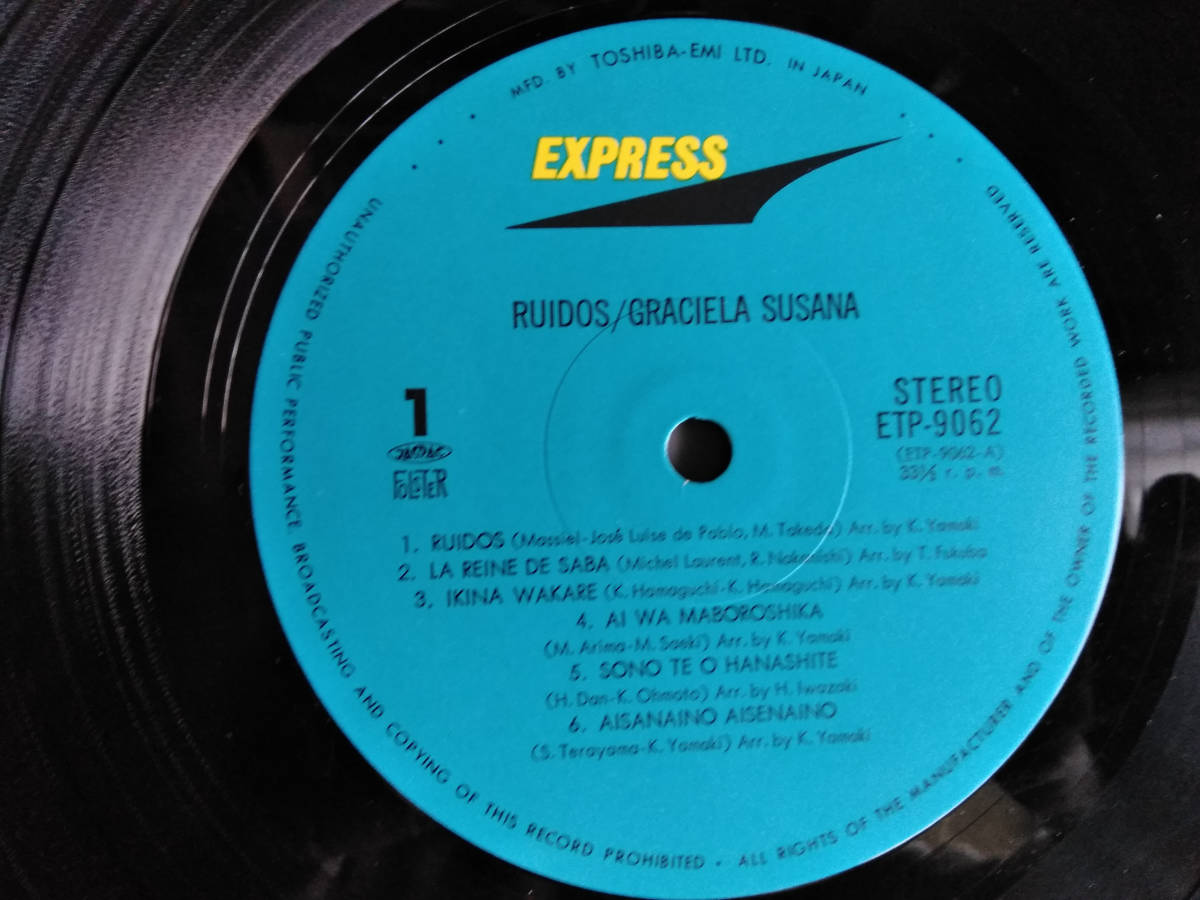 MFD. BY TOSHIBA-EMI LTD. IN JAPAN
EXPRESS
RUIDOS/GRACIELA SUSANA
1
JASRAC
STEREO
ETP-9062
(ETP-9062-A)
33⅓ r. p. m.
1. RUIDOS (Massiel-José Luise de Pablo, M. Takeda) Arr. by K. Yamaki
2. LA REINE DE SABA (Michel Laurent, R. Nakanishi) Arr. by T. Fukuba
3. IKINA WAKARE (K. Hamaguchi-K. Hamaguchi) Arr. by K. Yamaki
4. AI WA MABOROSHIKA
(M. Arima-M. Saeki) Arr. by K. Yamaki
5. SONO TE O HANASHITE
(H. Dan-K. Ohmoto) Arr. by H. Iwazaki
6. AISANAINO AISENAINO
(S. Terayama-K. Yamaki) Arr. by K. Yamaki
UNAUTHORIZED PUBLIC PERFORMANCE. BROADCASTING AND COPYING OF THIS RECORD PROHIBITED • ALL RIGHTS OF THE MANUFACTURER AND OF THE OWNER OF THE RECORDED WORK ARE RESERVED